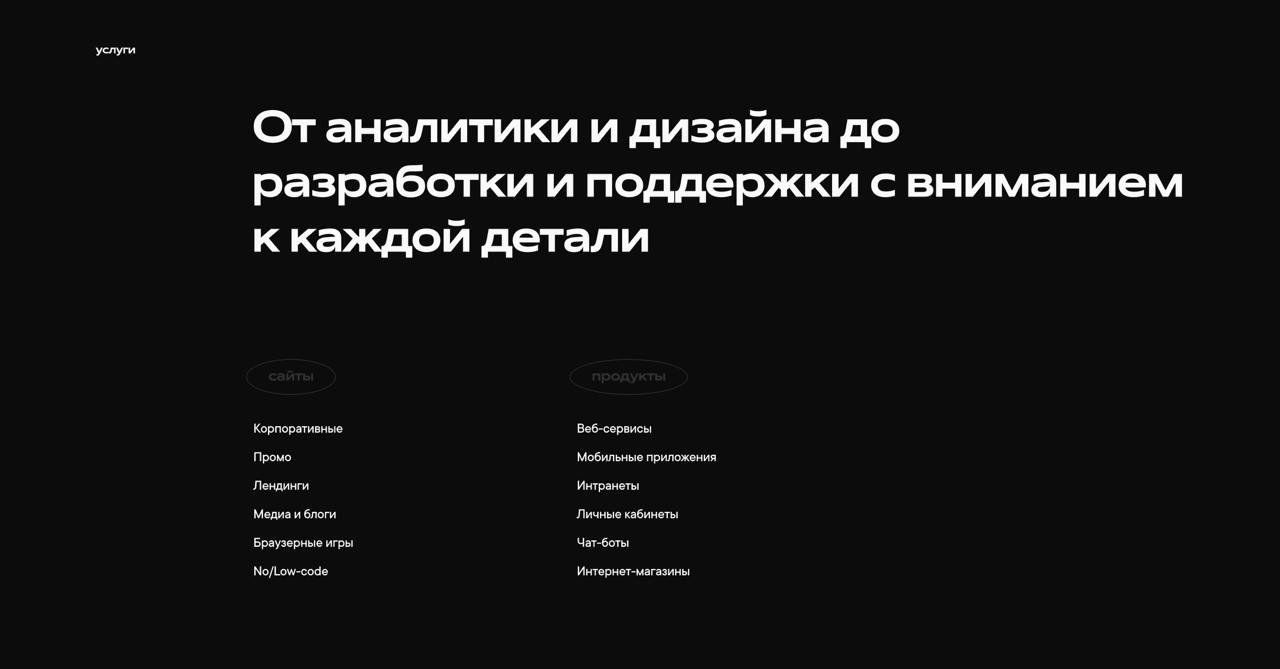 услуги
От аналитики и дизайна до
разработки и поддержки с вниманием
к каждой детали
сайты
Корпоративные
Промо
Лендинги
Медиа и блоги
Браузерные игры
No/Low-code
продукты
Веб-сервисы
Мобильные приложения
Интранеты
Личные кабинеты
Чат-боты
Интернет-магазины